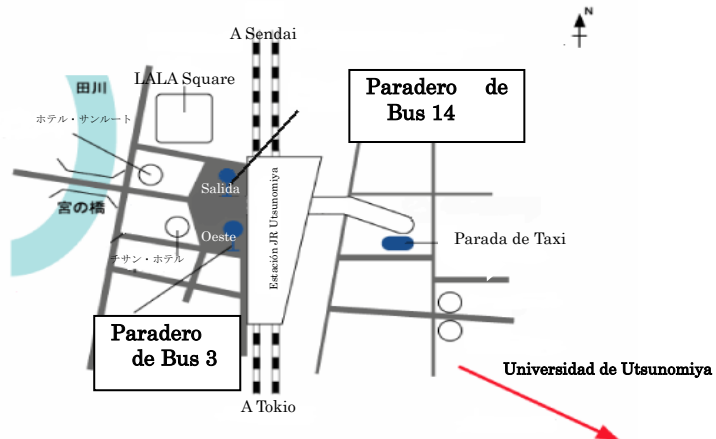 N
A Sendai
LALA Square
田川
ホテル・サンルート
宮の橋
チサン・ホテル
Salida
Oeste
Estación JR Utsunomiya
Paradero de
Bus 14
Parada de Taxi
Paradero
de Bus 3
A Tokio
Universidad de Utsunomiya